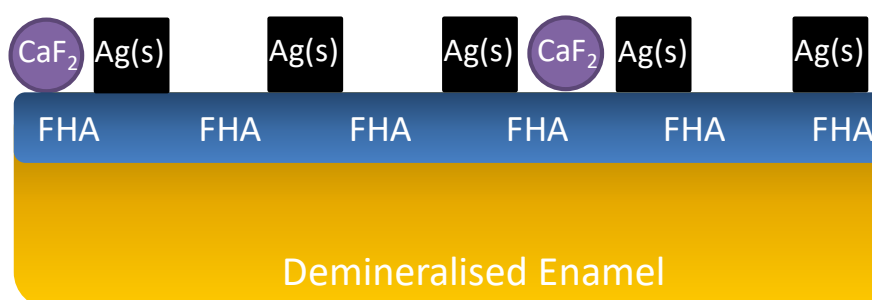 CaF₂ Ag(s) Ag(s) Ag(s) CaF₂ Ag(s) Ag(s)
FHA FHA FHA FHA FHA FHA
Demineralised Enamel